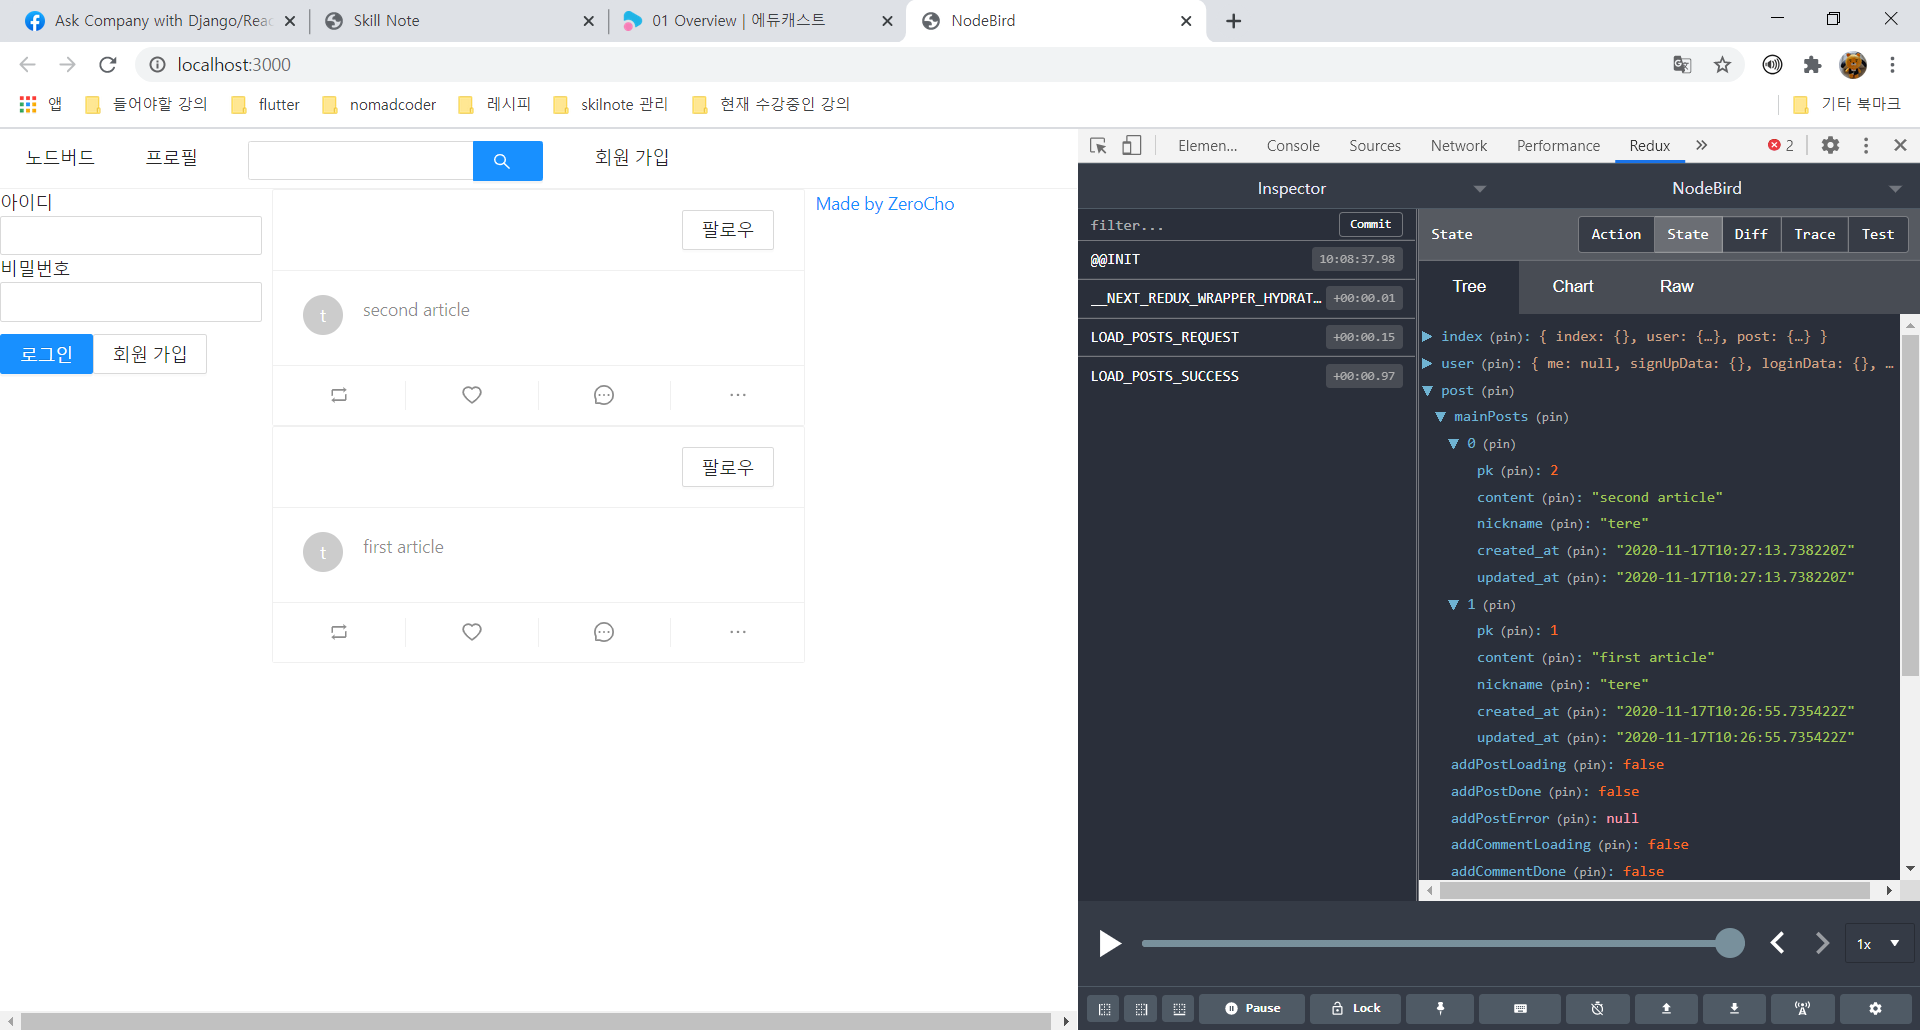 Ask Company with Django/Reac
Skill Note
01 Overview | 에듀캐스트
NodeBird
localhost:3000
앱
들어야할 강의
flutter
nomadcoder
레시피
skilnote 관리
현재 수강중인 강의
기타 북마크
노드버드
프로필
회원 가입
아이디
비밀번호
로그인
회원 가입
팔로우
t
second article
팔로우
t
first article
Made by ZeroCho
Elemen...
Console
Sources
Network
Performance
Redux
2
Inspector
NodeBird
filter...
Commit
@@INIT 10:08:37.98
__NEXT_REDUX_WRAPPER_HYDRAT… +00:00.01
LOAD_POSTS_REQUEST +00:00.15
LOAD_POSTS_SUCCESS +00:00.97
State
Action
State
Diff
Trace
Test
Tree
Chart
Raw
index (pin): { index: {}, user: {…}, post: {…} }
user (pin): { me: null, signUpData: {}, loginData: {}, …
post (pin)
mainPosts (pin)
0 (pin)
pk (pin): 2
content (pin): "second article"
nickname (pin): "tere"
created_at (pin): "2020-11-17T10:27:13.738220Z"
updated_at (pin): "2020-11-17T10:27:13.738220Z"
1 (pin)
pk (pin): 1
content (pin): "first article"
nickname (pin): "tere"
created_at (pin): "2020-11-17T10:26:55.735422Z"
updated_at (pin): "2020-11-17T10:26:55.735422Z"
addPostLoading (pin): false
addPostDone (pin): false
addPostError (pin): null
addCommentLoading (pin): false
addCommentDone (pin): false
1x
Pause
Lock